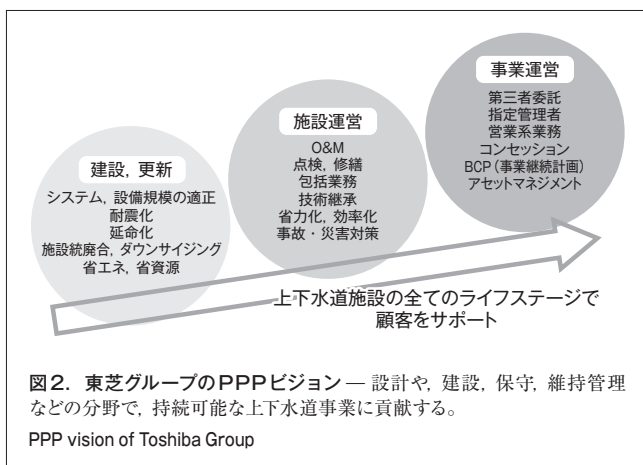 建設，更新
システム，設備規模の適正
耐震化
延命化
施設統廃合，ダウンサイジング
省エネ，省資源
施設運営
O&M
点検，修繕
包括業務
技術継承
省力化，効率化
事故・災害対策
事業運営
第三者委託
指定管理者
営業系業務
コンセッション
BCP（事業継続計画）
アセットマネジメント
上下水道施設の全てのライフステージで
顧客をサポート
図2．東芝グループのPPPビジョン — 設計や，建設，保守，維持管理
などの分野で，持続可能な上下水道事業に貢献する。
PPP vision of Toshiba Group